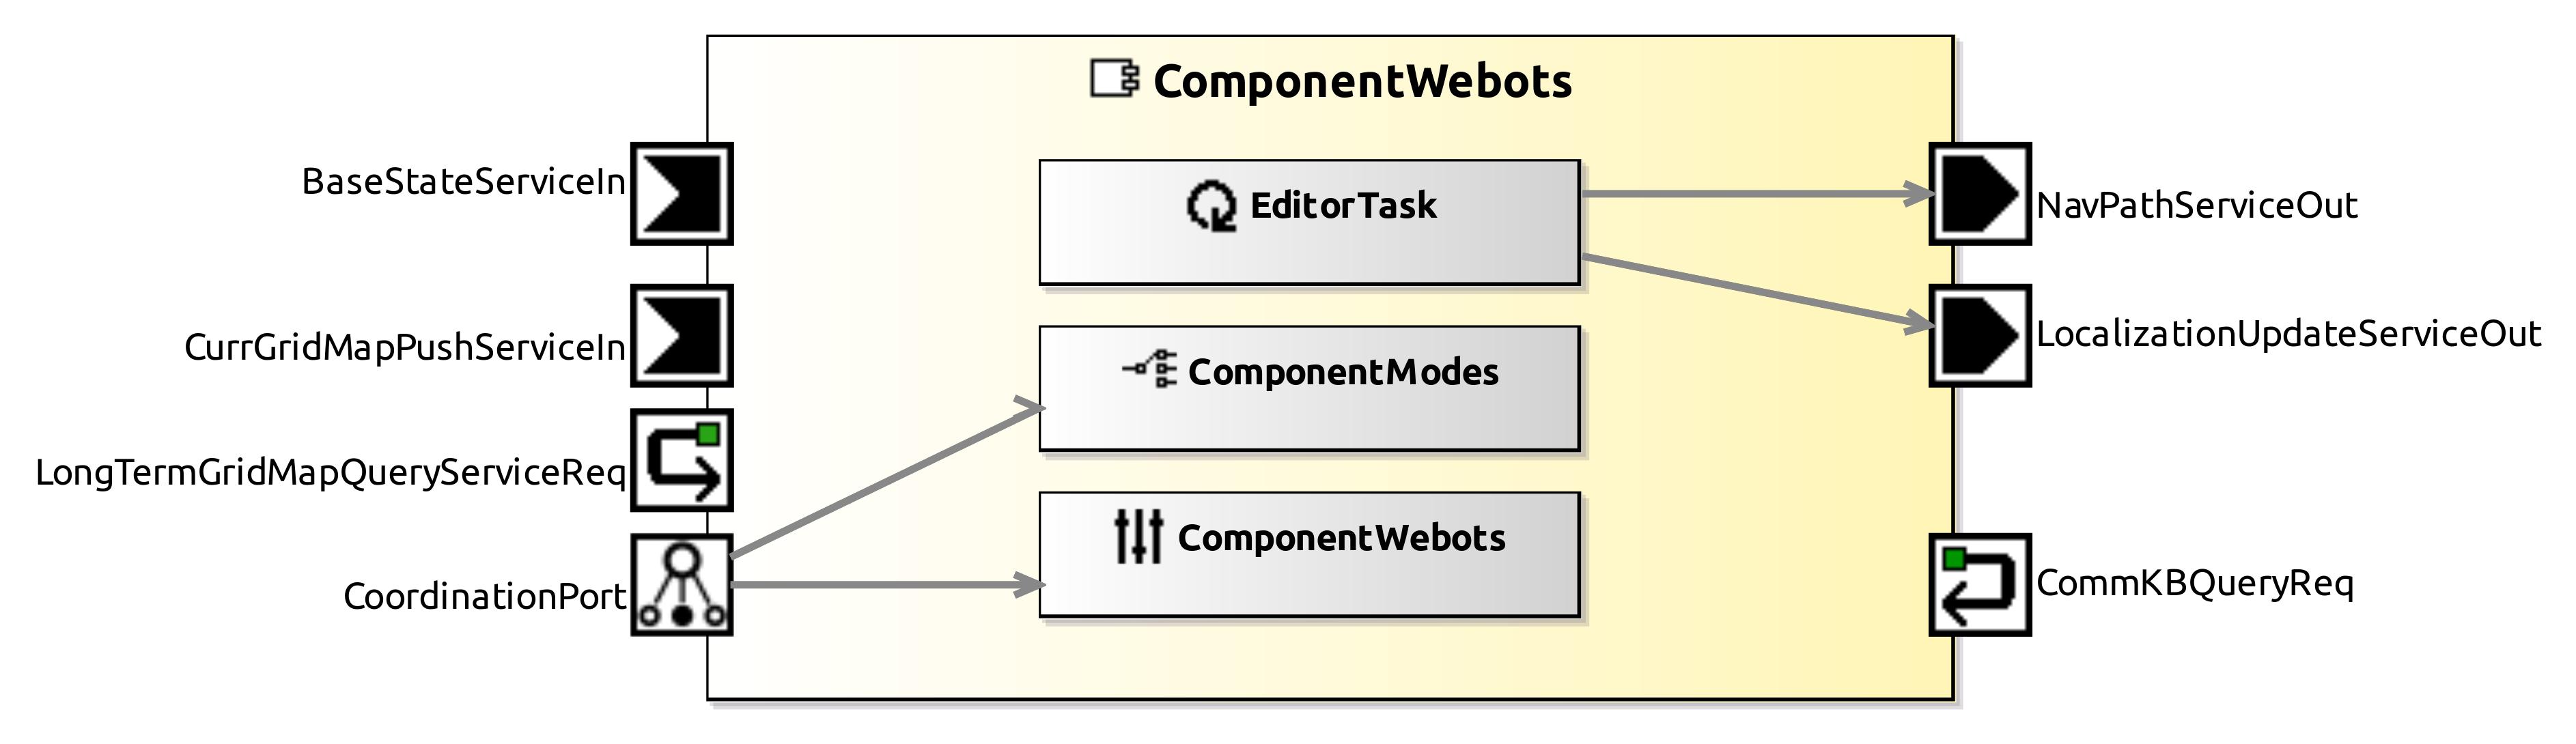 ComponentWebots
BaseStateServiceIn
EditorTask
NavPathServiceOut
CurrGridMapPushServiceIn
ComponentModes
LocalizationUpdateServiceOut
LongTermGridMapQueryServiceReq
ComponentWebots
CoordinationPort
CommKBQueryReq